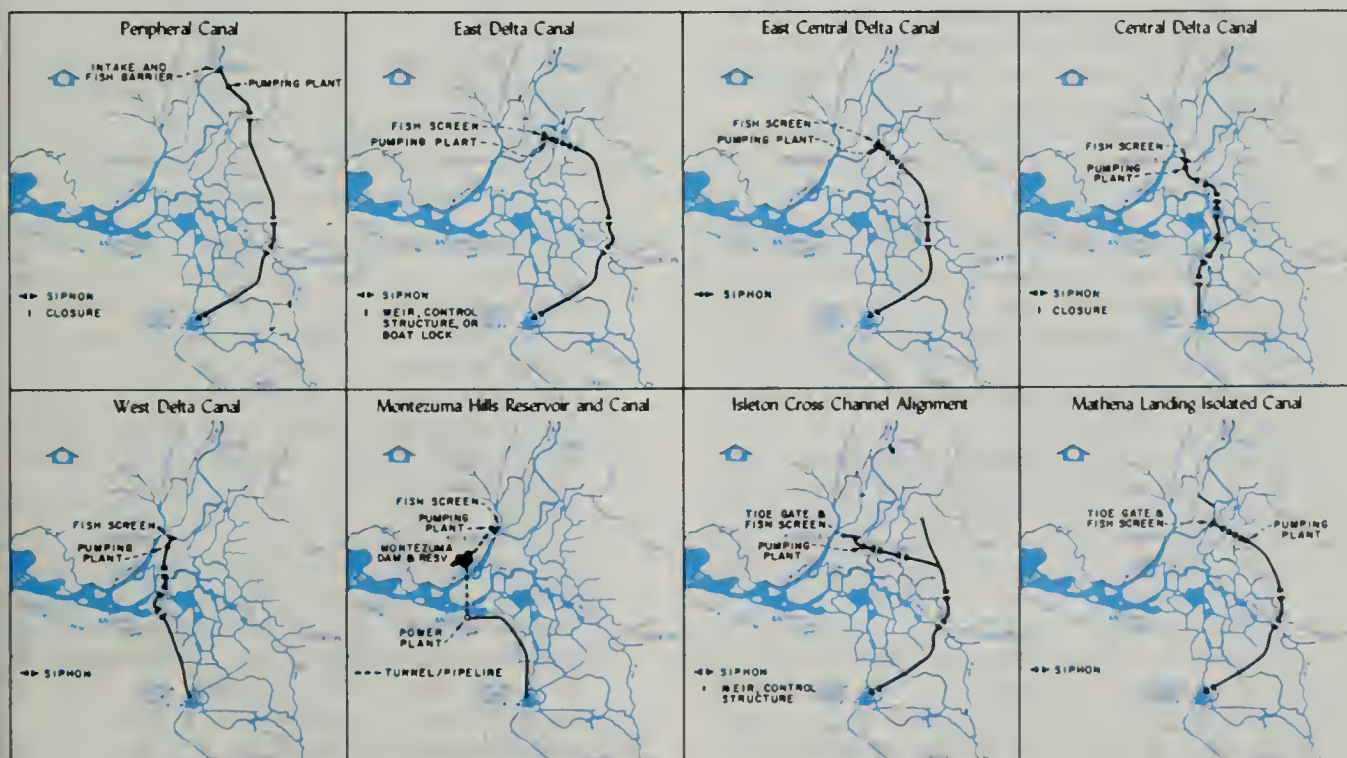 Peripheral Canal
INTAKE AND
FISH BARRIER
PUMPING PLANT
SIPHON
CLOSURE
East Delta Canal
FISH SCREEN
PUMPING PLANT
SIPHON
WEIR, CONTROL
STRUCTURE, OR
BOAT LOCK
East Central Delta Canal
FISH SCREEN
PUMPING PLANT
SIPHON
Central Delta Canal
FISH SCREEN
PUMPING
PLANT
SIPHON
CLOSURE
West Delta Canal
FISH SCREEN
PUMPING
PLANT
SIPHON
Montezuma Hills Reservoir and Canal
FISH SCREEN
PUMPING
PLANT
MONTEZUMA
DAM & RESV
POWER
PLANT
TUNNEL/PIPELINE
Isleton Cross Channel Alignment
TIDE GATE &
FISH SCREEN
PUMPING PLANT
SIPHON
WEIR, CONTROL
STRUCTURE
Mathena Landing Isolated Canal
TIDE GATE &
FISH SCREEN
PUMPING
PLANT
SIPHON